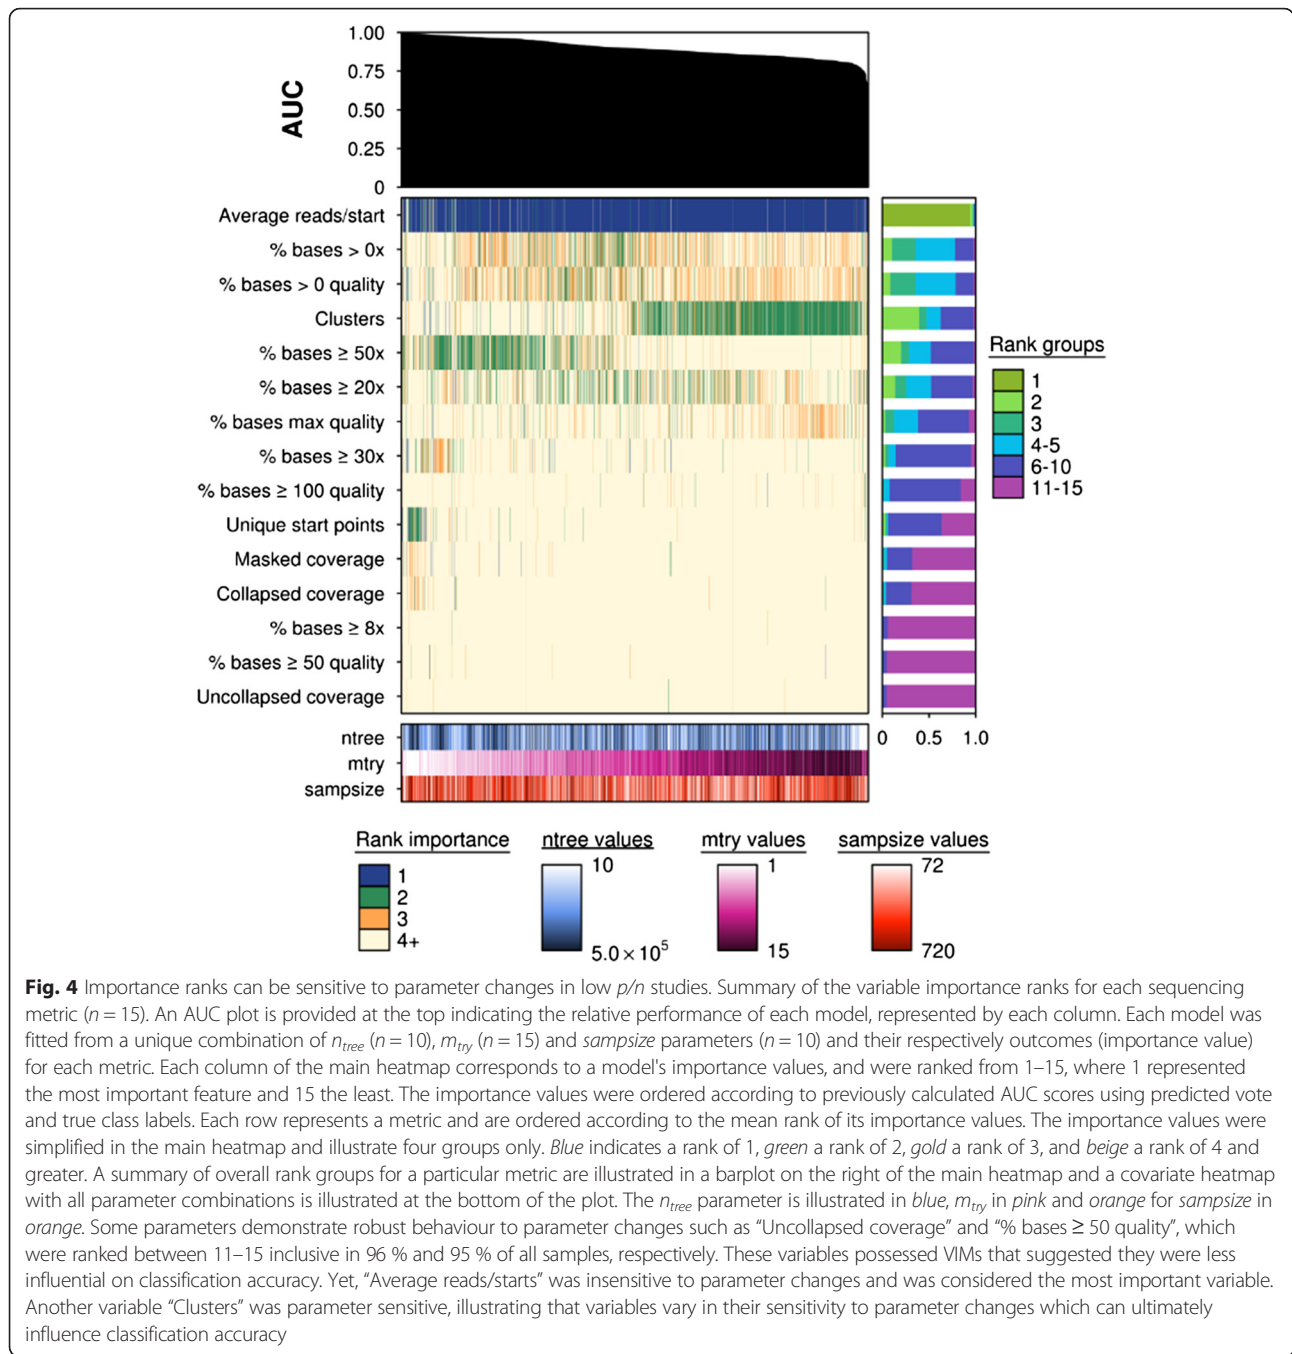 1.00
0.75
0.50
0.25
0
AUC
Average reads/start
% bases > 0x
% bases > 0 quality
Clusters
% bases ≥ 50x
% bases ≥ 20x
% bases max quality
% bases ≥ 30x
% bases ≥ 100 quality
Unique start points
Masked coverage
Collapsed coverage
% bases ≥ 8x
% bases ≥ 50 quality
Uncollapsed coverage
Rank groups
1
2
3
4-5
6-10
11-15
0 0.5 1.0
ntree
mtry
sampsize
Rank importance
1
2
3
4+
ntree values
10
5.0 × 10⁵
mtry values
1
15
sampsize values
72
720
Fig. 4 Importance ranks can be sensitive to parameter changes in low p/n studies. Summary of the variable importance ranks for each sequencing
metric (n = 15). An AUC plot is provided at the top indicating the relative performance of each model, represented by each column. Each model was
fitted from a unique combination of ntree (n = 10), mtry (n = 15) and sampsize parameters (n = 10) and their respectively outcomes (importance value)
for each metric. Each column of the main heatmap corresponds to a model's importance values, and were ranked from 1–15, where 1 represented
the most important feature and 15 the least. The importance values were ordered according to previously calculated AUC scores using predicted vote
and true class labels. Each row represents a metric and are ordered according to the mean rank of its importance values. The importance values were
simplified in the main heatmap and illustrate four groups only. Blue indicates a rank of 1, green a rank of 2, gold a rank of 3, and beige a rank of 4 and
greater. A summary of overall rank groups for a particular metric are illustrated in a barplot on the right of the main heatmap and a covariate heatmap
with all parameter combinations is illustrated at the bottom of the plot. The ntree parameter is illustrated in blue, mtry in pink and orange for sampsize in
orange. Some parameters demonstrate robust behaviour to parameter changes such as “Uncollapsed coverage” and “% bases ≥ 50 quality”, which
were ranked between 11–15 inclusive in 96 % and 95 % of all samples, respectively. These variables possessed VIMs that suggested they were less
influential on classification accuracy. Yet, “Average reads/starts” was insensitive to parameter changes and was considered the most important variable.
Another variable “Clusters” was parameter sensitive, illustrating that variables vary in their sensitivity to parameter changes which can ultimately
influence classification accuracy